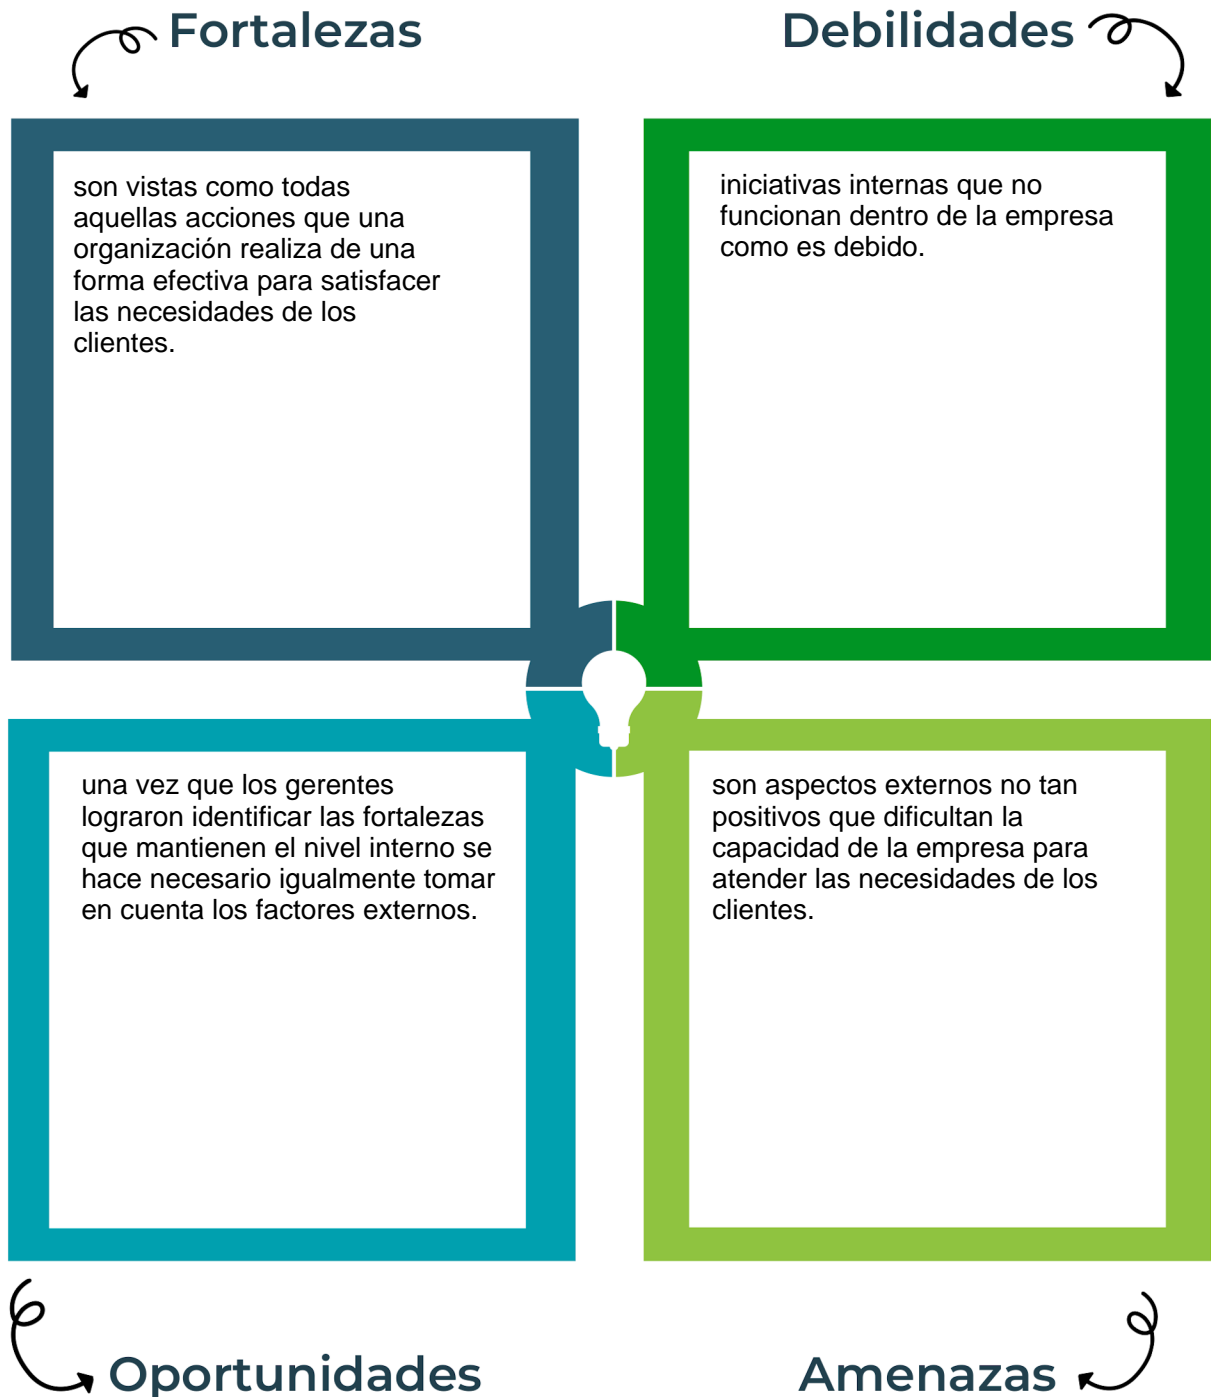 Fortalezas
son vistas como todas
aquellas acciones que una
organización realiza de una
forma efectiva para satisfacer
las necesidades de los
clientes.
Debilidades
iniciativas internas que no
funcionan dentro de la empresa
como es debido.
una vez que los gerentes
lograron identificar las fortalezas
que mantienen el nivel interno se
hace necesario igualmente tomar
en cuenta los factores externos.
Oportunidades
son aspectos externos no tan
positivos que dificultan la
capacidad de la empresa para
atender las necesidades de los
clientes.
Amenazas